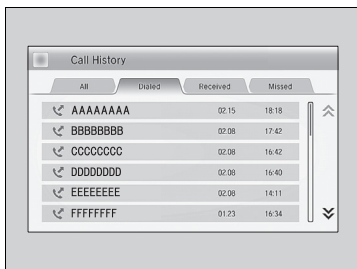 Call History
All Dialed Received Missed
AAAAAAAA 02.15 18:18
BBBBBBBB 02.08 17:42
CCCCCCCC 02.08 16:42
DDDDDDDD 02.08 16:40
EEEEEEEE 02.08 14:11
FFFFFFFF 01.23 16:34